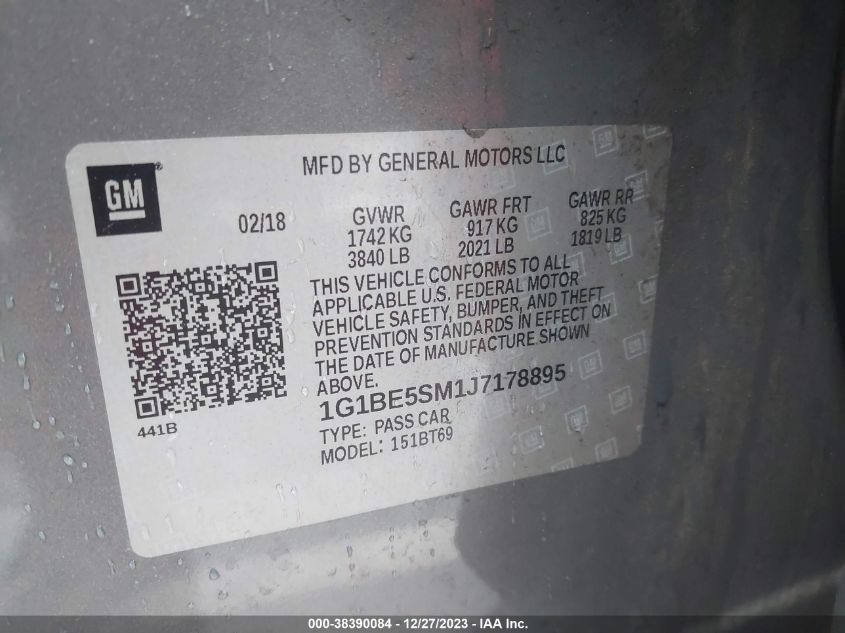 MFD BY GENERAL MOTORS LLC
GM
02/18
GVWR
1742 KG
3840 LB
GAWR FRT
917 KG
2021 LB
GAWR RR
825 KG
1819 LB
THIS VEHICLE CONFORMS TO ALL
APPLICABLE U.S. FEDERAL MOTOR
VEHICLE SAFETY, BUMPER, AND THEFT
PREVENTION STANDARDS IN EFFECT ON
THE DATE OF MANUFACTURE SHOWN
ABOVE.
1G1BE5SM1J7178895
TYPE: PASS CAR
MODEL: 151BT69
441B
000-38390084 - 12/27/2023 - IAA Inc.